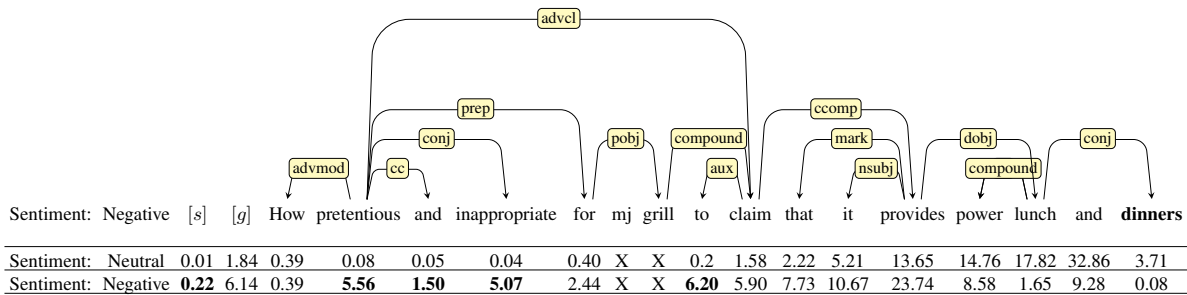 advcl
prep ccomp
conj pobj compound mark dobj conj
advmod cc aux nsubj compound
Sentiment: Negative [s] [g] How pretentious and inappropriate for mj grill to claim that it provides power lunch and dinners
Sentiment: Neutral 0.01 1.84 0.39 0.08 0.05 0.04 0.40 X X 0.2 1.58 2.22 5.21 13.65 14.76 17.82 32.86 3.71
Sentiment: Negative 0.22 6.14 0.39 5.56 1.50 5.07 2.44 X X 6.20 5.90 7.73 10.67 23.74 8.58 1.65 9.28 0.08